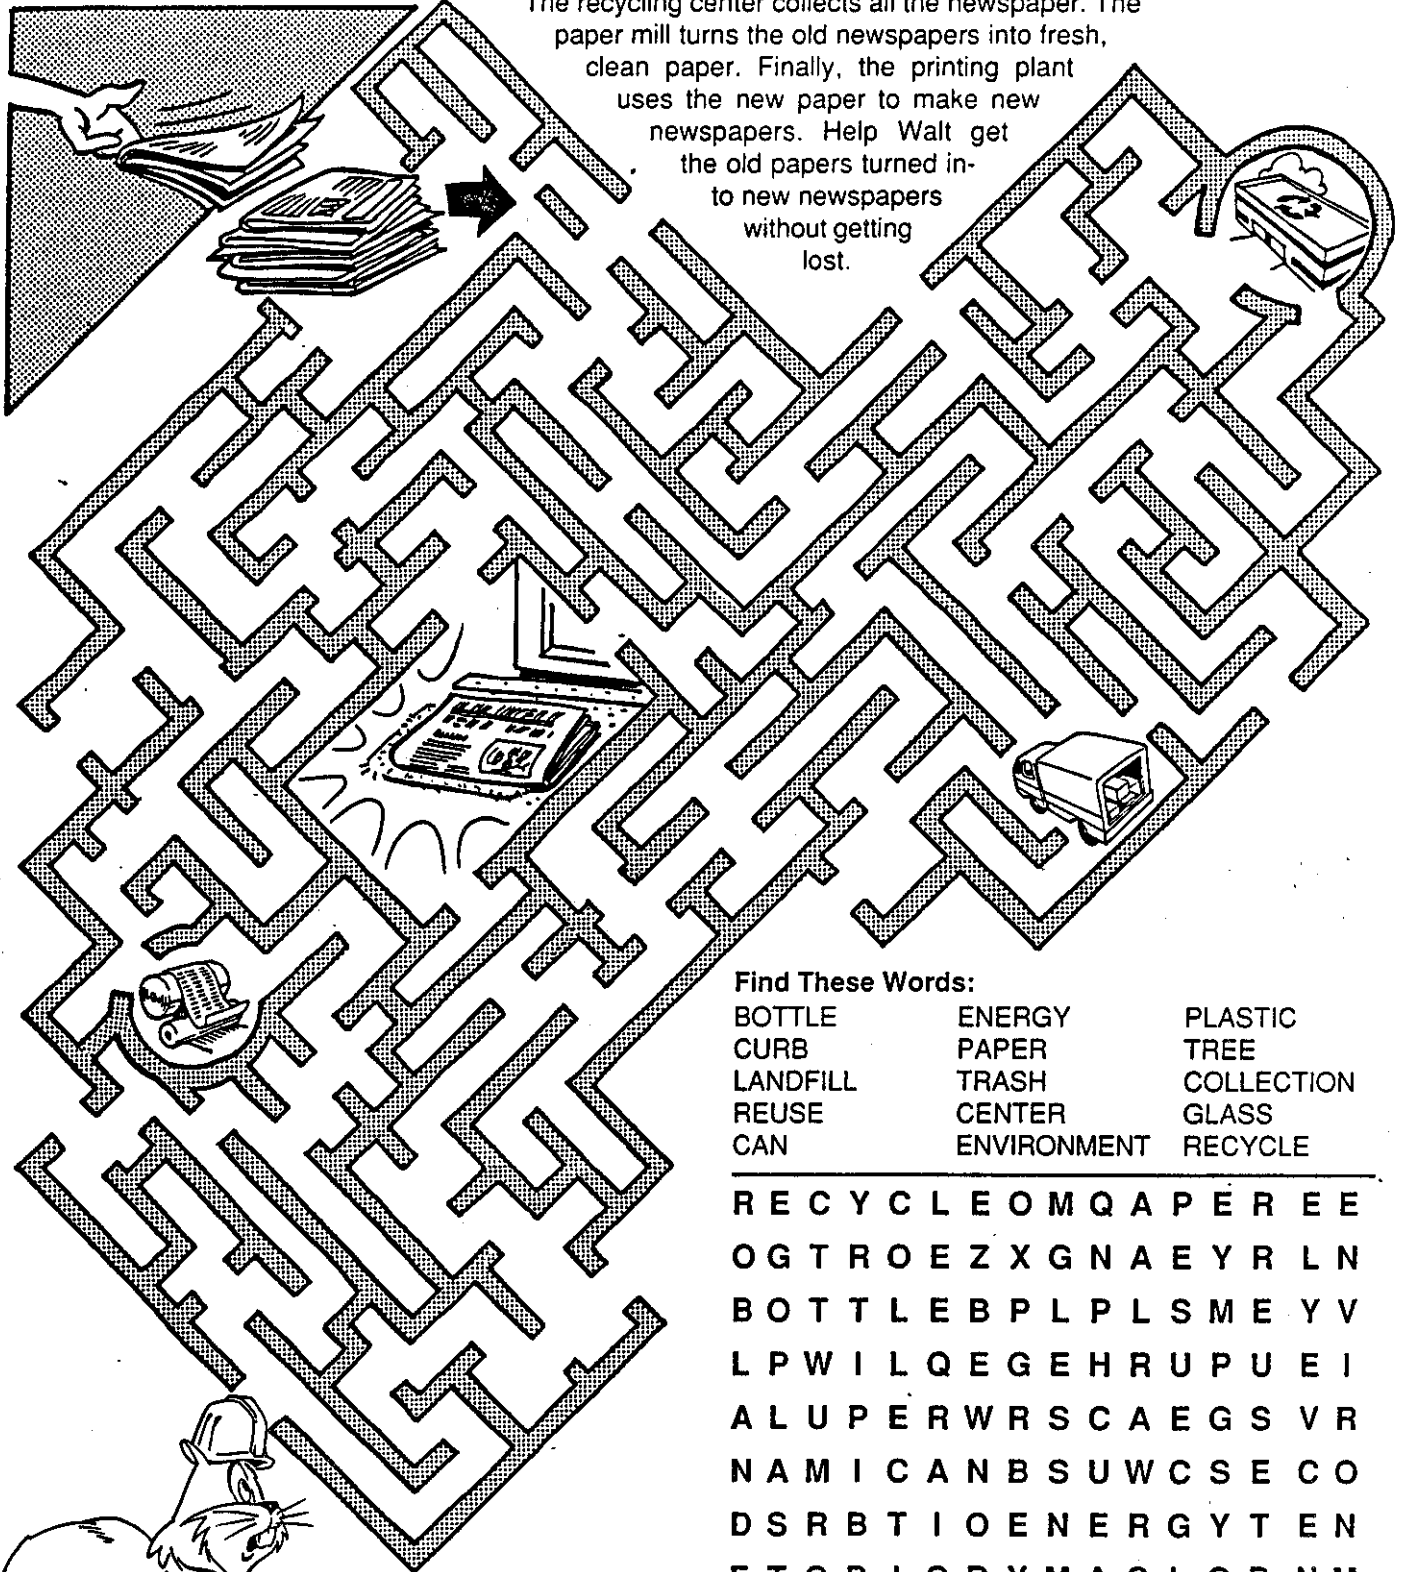 The recycling center collects all the newspaper. The
paper mill turns the old newspapers into fresh,
clean paper. Finally, the printing plant
uses the new paper to make new
newspapers. Help Walt get
the old papers turned in-
to new newspapers
without getting
lost.
Find These Words:
BOTTLE ENERGY PLASTIC
CURB PAPER TREE
LANDFILL TRASH COLLECTION
REUSE CENTER GLASS
CAN ENVIRONMENT RECYCLE
R E C Y C L E O M Q A P E R E E
O G T R O E Z X G N A E Y R L N
B O T T L E B P L P L S M E Y V
L P W I L Q E G E H R U P U E I
A L U P E R W R S C A E G S V R
N A M I C A N B S U W C S E C O
D S R B T I O E N E R G Y T E N